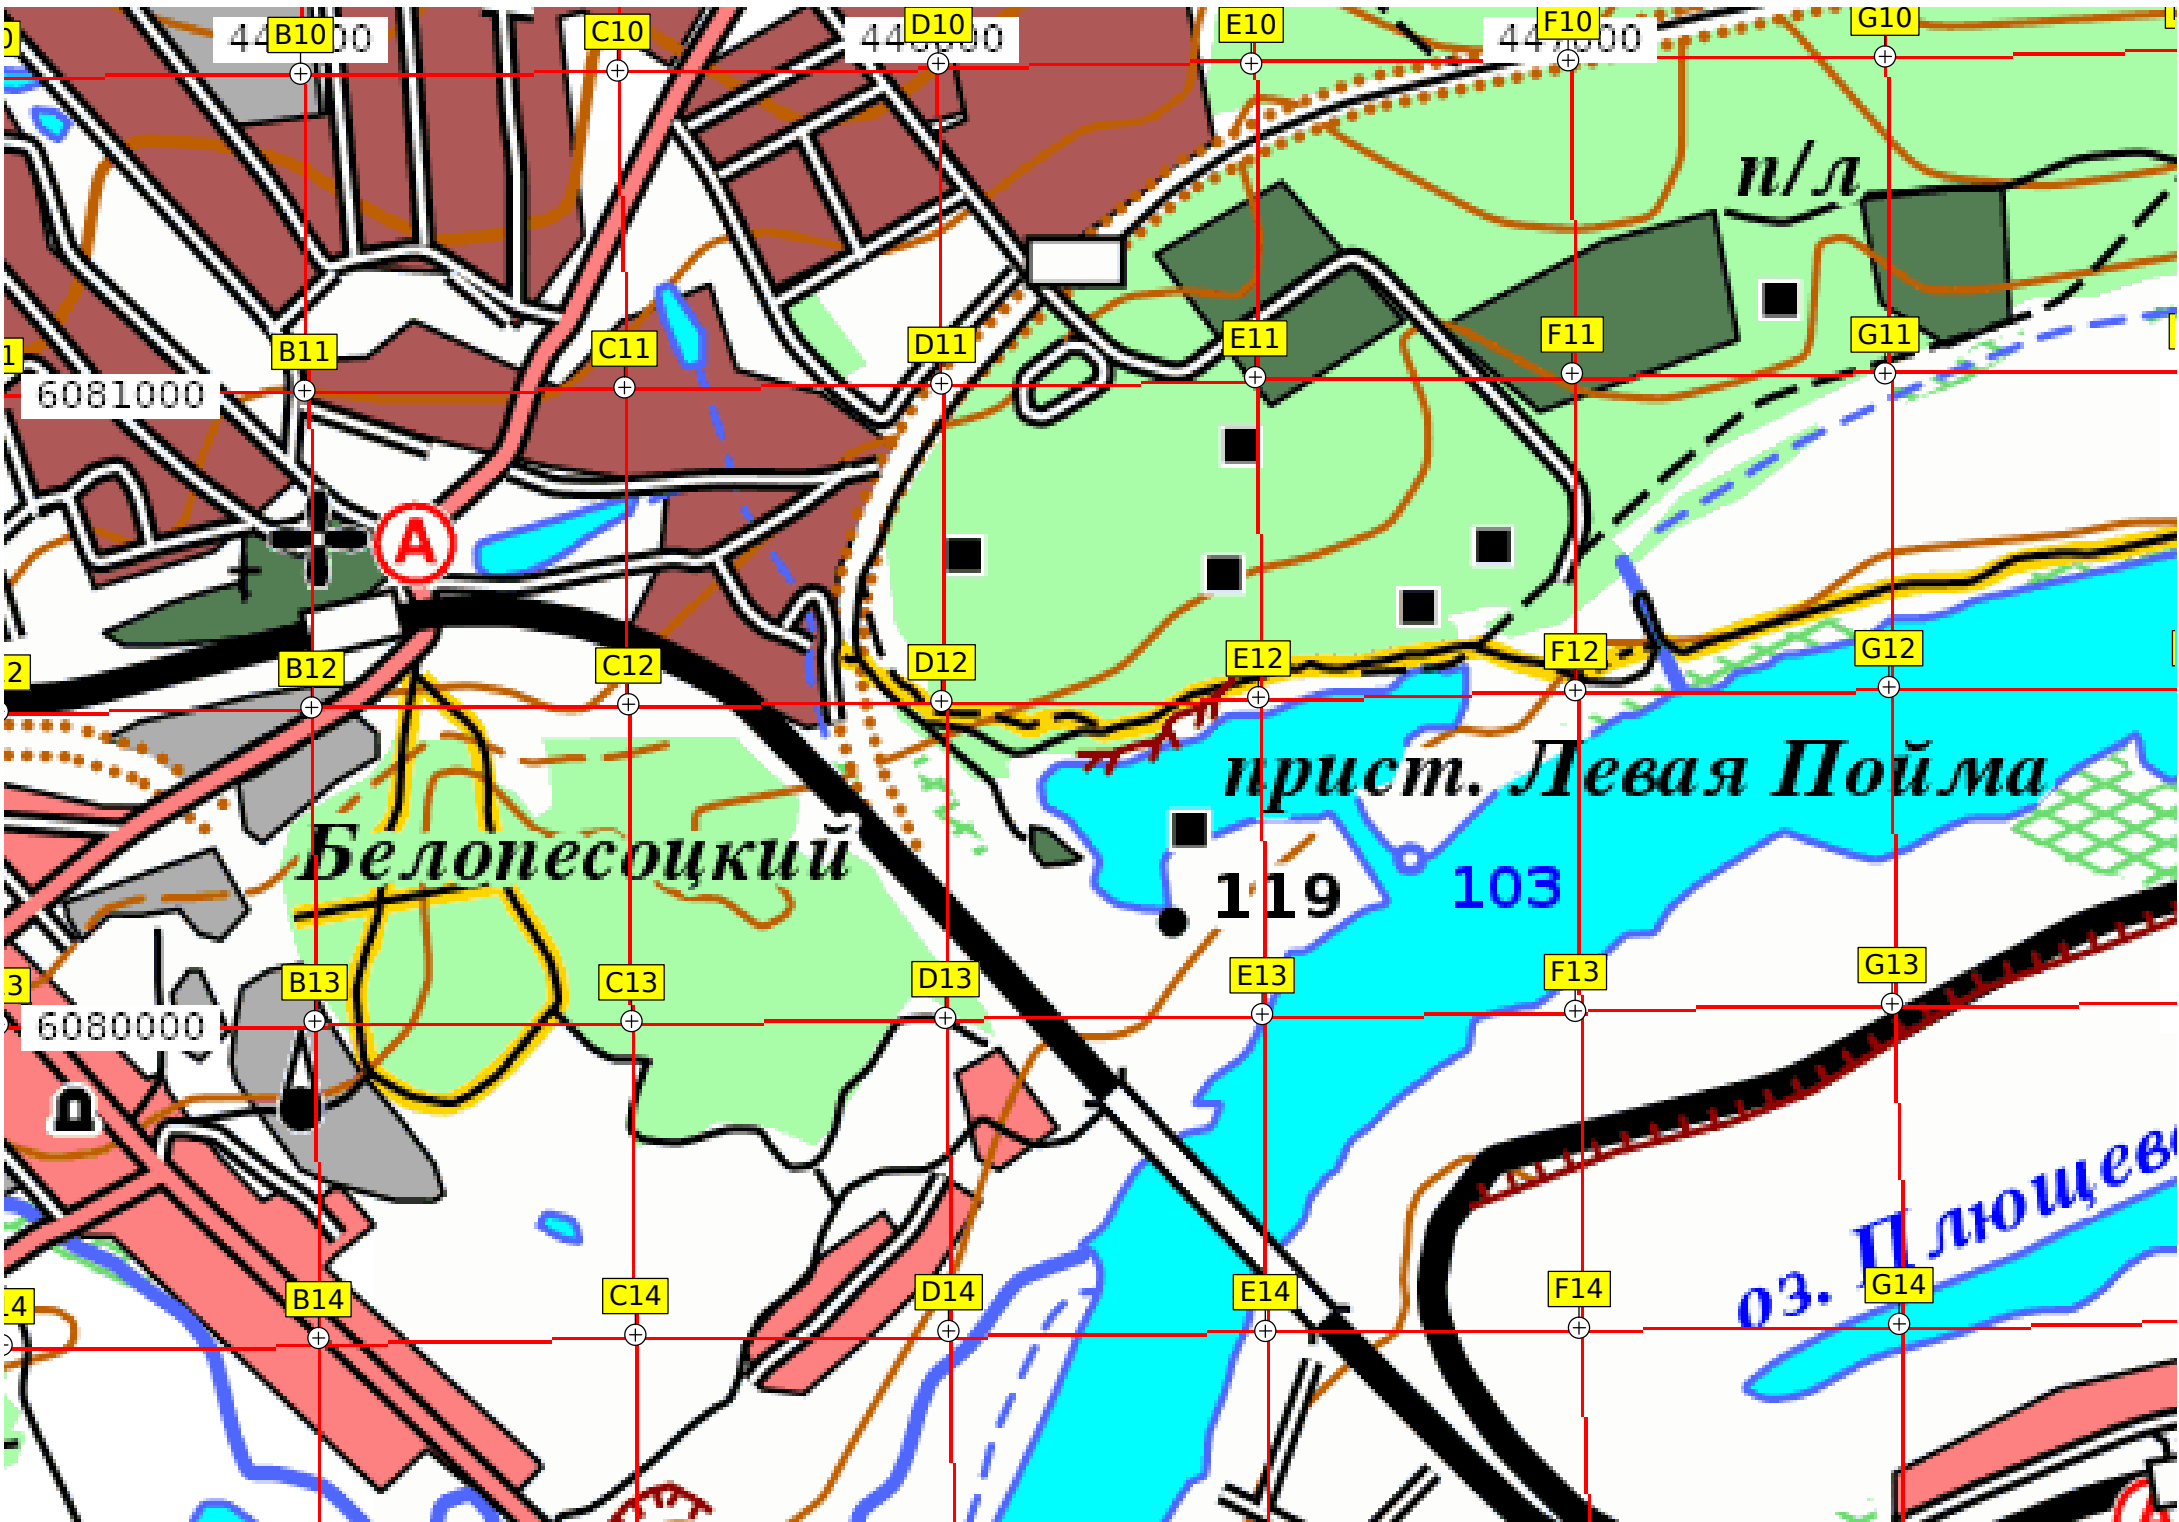 B10
C10
D10
E10
F10
G10
п/л
B11
C11
D11
E11
F11
G11
6081000
A
B12
C12
D12
E12
F12
G12
прист. Левая Пойма
Белопесоцкий
119
103
B13
C13
D13
E13
F13
G13
6080000
оз. Плющев
B14
C14
D14
E14
F14
G14